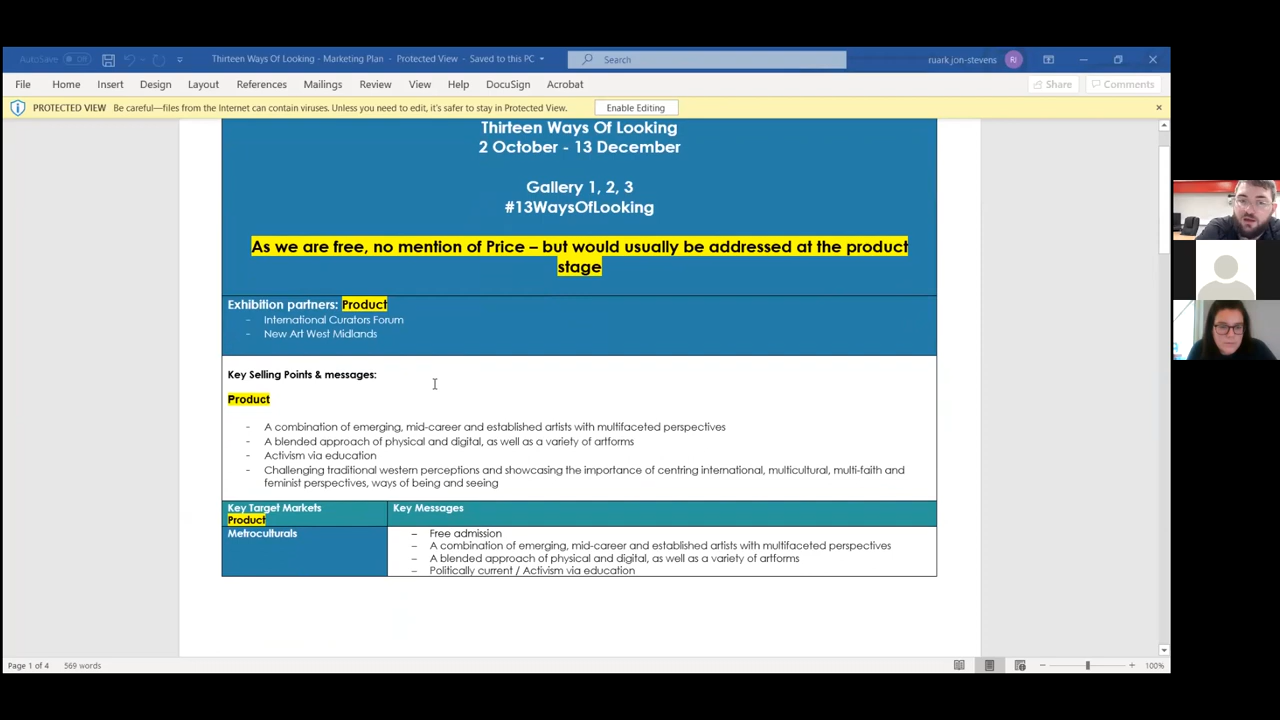 AutoSave Off
Thirteen Ways Of Looking - Marketing Plan - Protected View - Saved to this PC
Search
ruark jon-stevens
RJ
File Home Insert Design Layout References Mailings Review View Help DocuSign Acrobat
Share Comments
PROTECTED VIEW Be careful—files from the Internet can contain viruses. Unless you need to edit, it's safer to stay in Protected View. Enable Editing
Thirteen Ways Of Looking
2 October - 13 December
Gallery 1, 2, 3
#13WaysOfLooking
As we are free, no mention of Price – but would usually be addressed at the product
stage
Exhibition partners: Product
- International Curators Forum
- New Art West Midlands
Key Selling Points & messages:
Product
- A combination of emerging, mid-career and established artists with multifaceted perspectives
- A blended approach of physical and digital, as well as a variety of artforms
- Activism via education
- Challenging traditional western perceptions and showcasing the importance of centring international, multicultural, multi-faith and
feminist perspectives, ways of being and seeing
Key Target Markets
Product
Key Messages
Metroculturals
– Free admission
– A combination of emerging, mid-career and established artists with multifaceted perspectives
– A blended approach of physical and digital, as well as a variety of artforms
– Politically current / Activism via education
Page 1 of 4 569 words
100%